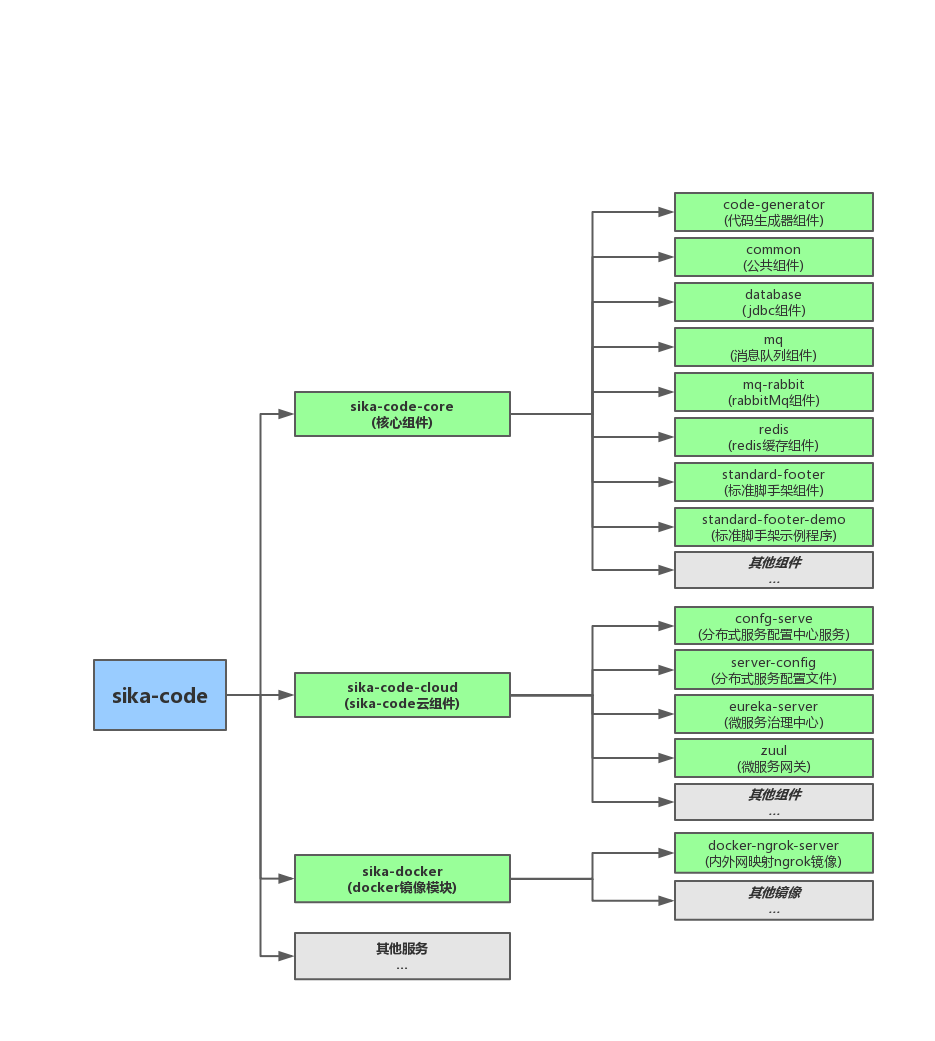 sika-code
sika-code-core
(核心组件)
code-generator
(代码生成器组件)
common
(公共组件)
database
(jdbc组件)
mq
(消息队列组件)
mq-rabbit
(rabbitMq组件)
redis
(redis缓存组件)
standard-footer
(标准脚手架组件)
standard-footer-demo
(标准脚手架示例程序)
其他组件
...
sika-code-cloud
(sika-code云组件)
confg-serve
(分布式服务配置中心服务)
server-config
(分布式服务配置文件)
eureka-server
(微服务治理中心)
zuul
(微服务网关)
其他组件
...
sika-docker
(docker镜像模块)
docker-ngrok-server
(内外网映射ngrok镜像)
其他镜像
...
其他服务
...